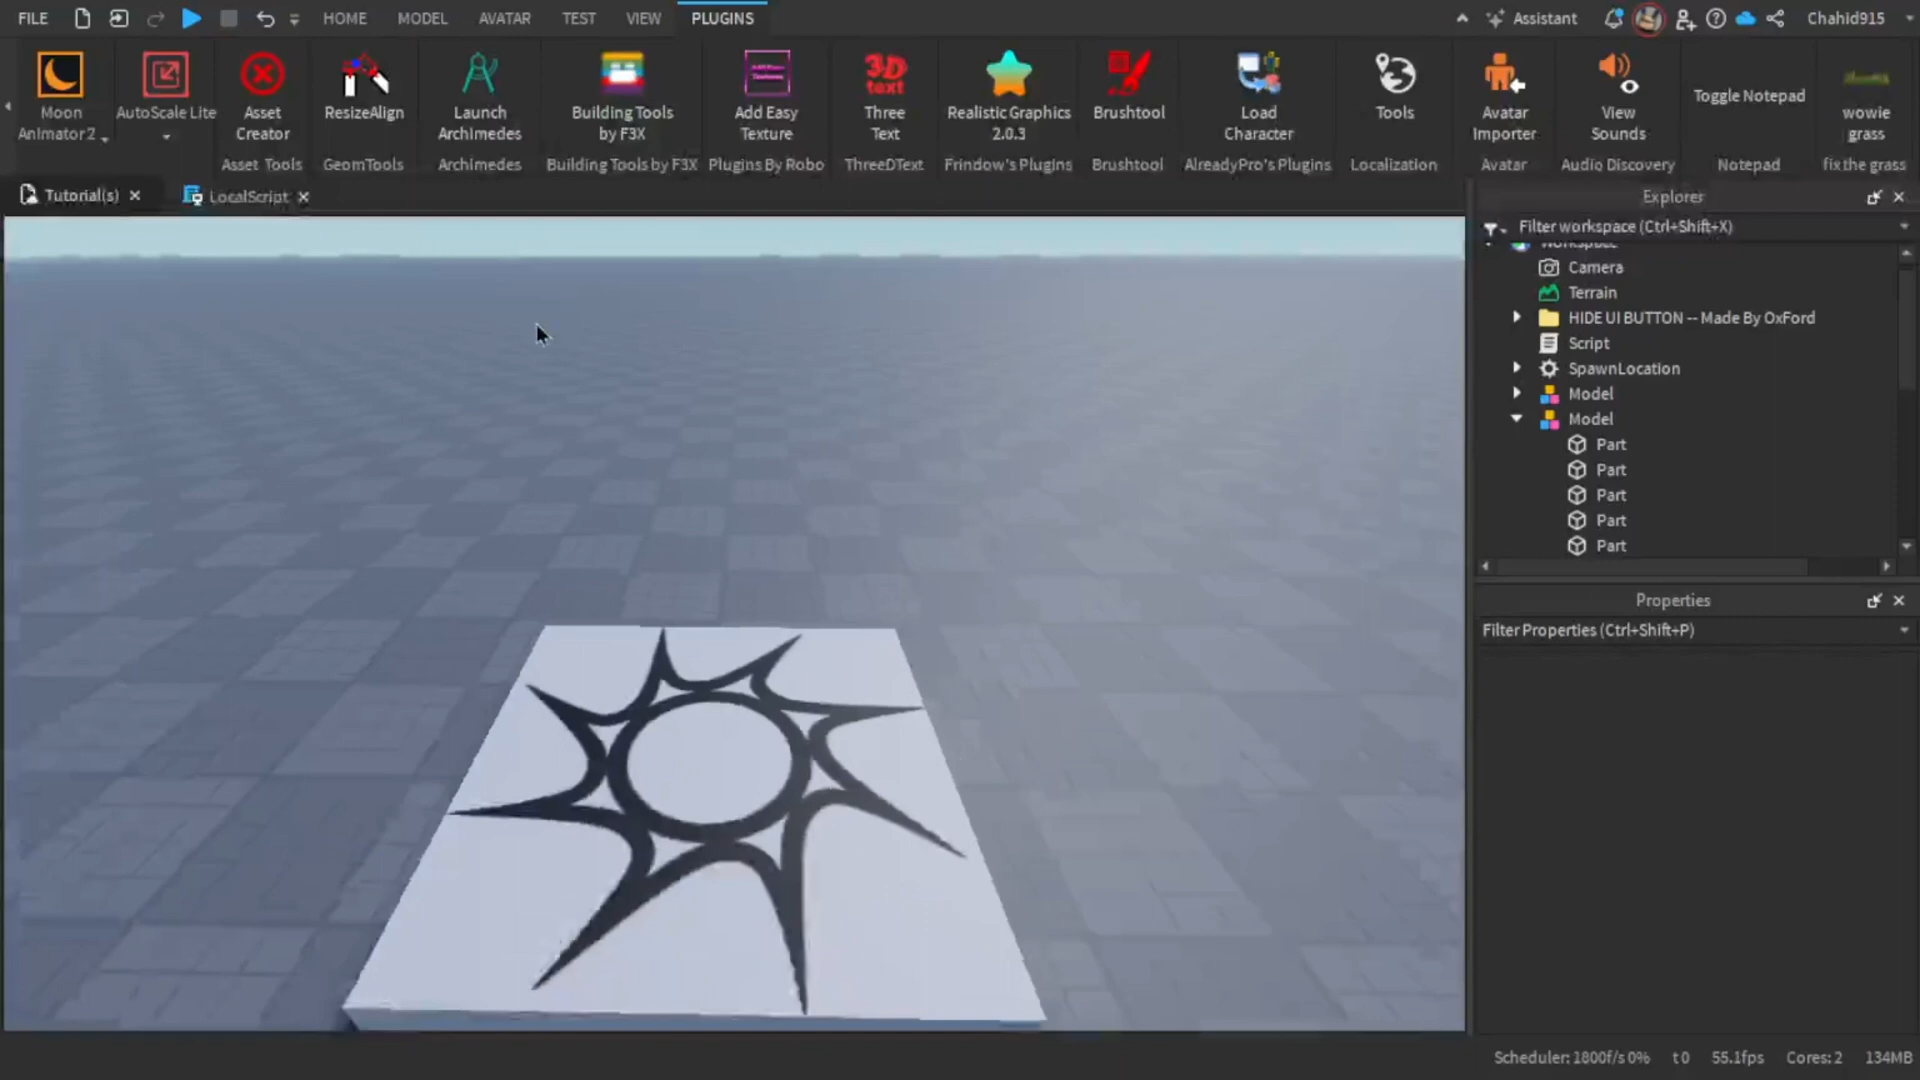 FILE HOME MODEL AVATAR TEST VIEW PLUGINS Assistant Chahid915
Moon Animator 2
AutoScale Lite
Asset Creator
ResizeAlign
Launch Archimedes
Building Tools by F3X
Add Easy Texture
3D text
Three Text
Realistic Graphics 2.0.3
Brushtool
Load Character
Tools
Avatar Importer
View Sounds
Toggle Notepad
wowie grass
Asset Tools GeomTools Archimedes Building Tools by F3X Plugins By Robo ThreeDText Frindow's Plugins Brushtool AlreadyPro's Plugins Localization Avatar Audio Discovery Notepad fix the grass
Tutorial(s) LocalScript
Explorer
Filter workspace (Ctrl+Shift+X)
Workspace
Camera
Terrain
HIDE UI BUTTON -- Made By OxFord
Script
SpawnLocation
Model
Model
Part
Part
Part
Part
Part
Properties
Filter Properties (Ctrl+Shift+P)
Scheduler: 1800f/s 0% t 0 55.1fps Cores: 2 134MB